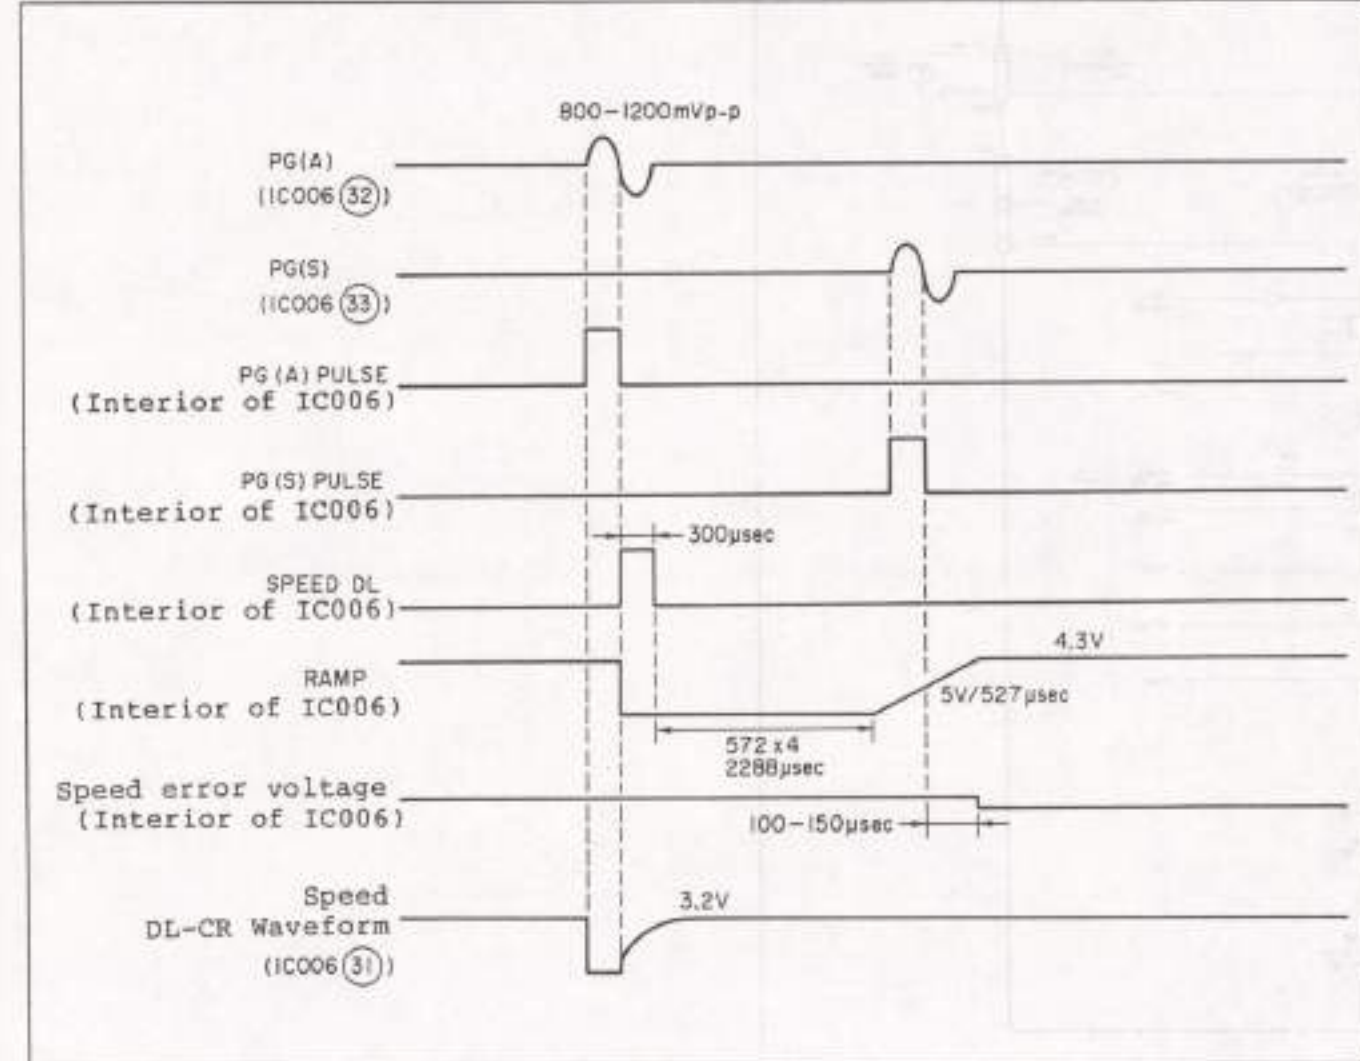 800-1200mVp-p
PG(A)
(IC006 32)
PG(S)
(IC006 33)
PG (A) PULSE
(Interior of IC006)
PG (S) PULSE
(Interior of IC006)
300µsec
SPEED DL
(Interior of IC006)
4.3V
RAMP
(Interior of IC006)
5V/527µsec
572 x 4
2288µsec
Speed error voltage
(Interior of IC006)
100-150µsec
Speed
DL-CR Waveform
(IC006 31)
3.2V